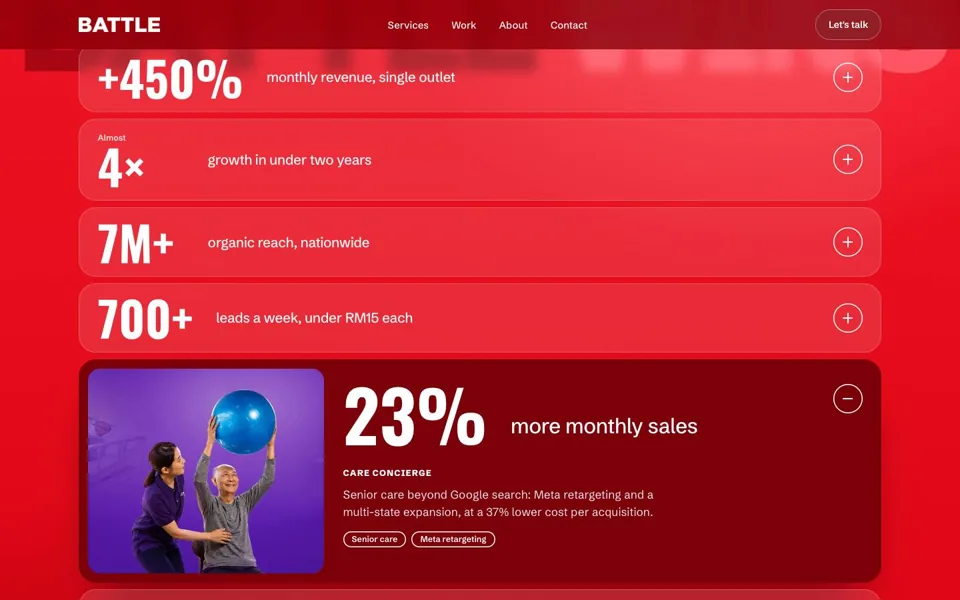 BATTLE
Services
Work
About
Contact
Let's talk
+450%
monthly revenue, single outlet
Almost
4×
growth in under two years
7M+
organic reach, nationwide
700+
leads a week, under RM15 each
23%
more monthly sales
CARE CONCIERGE
Senior care beyond Google search: Meta retargeting and a
multi-state expansion, at a 37% lower cost per acquisition.
Senior care
Meta retargeting